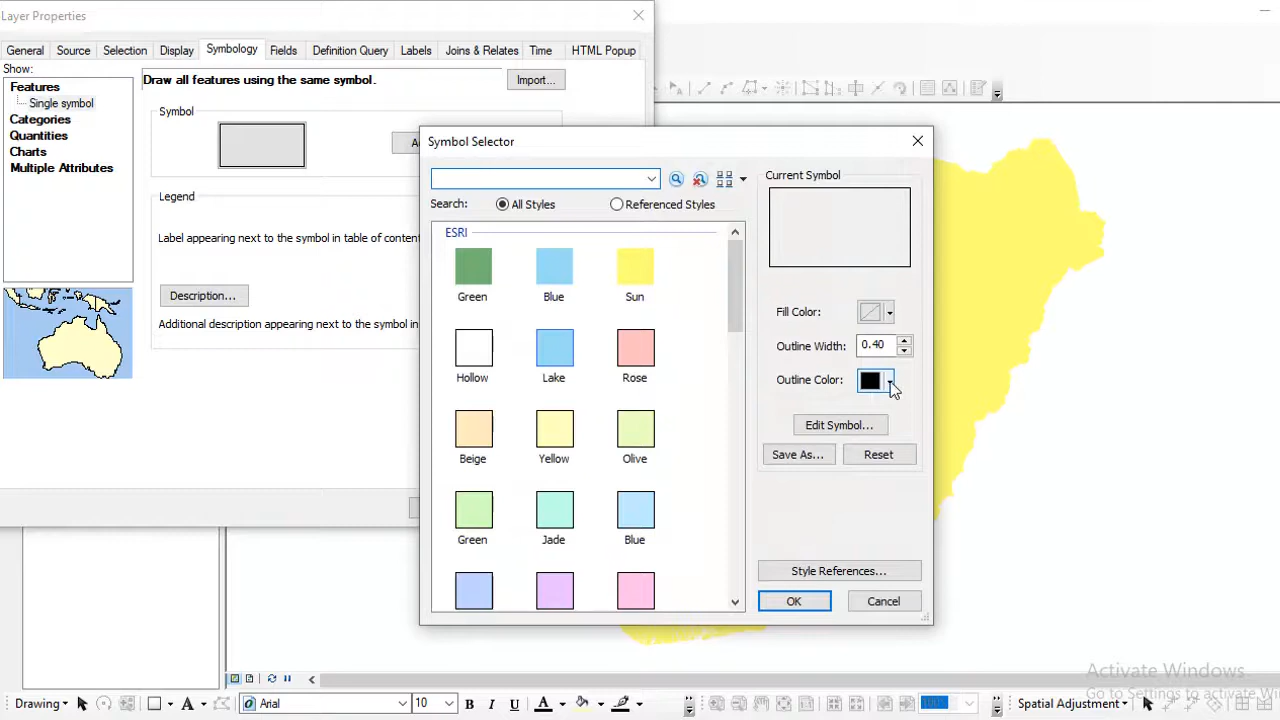 Layer Properties
General Source Selection Display Symbology Fields Definition Query Labels Joins & Relates Time HTML Popup
Show:
Features
Single symbol
Categories
Quantities
Charts
Multiple Attributes
Draw all features using the same symbol.
Import...
Symbol
Legend
Label appearing next to the symbol in table of content
Description...
Additional description appearing next to the symbol in
Symbol Selector
Search: All Styles Referenced Styles
ESRI
Green Blue Sun
Hollow Lake Rose
Beige Yellow Olive
Green Jade Blue
Current Symbol
Fill Color:
Outline Width: 0.40
Outline Color:
Edit Symbol...
Save As... Reset
Style References...
OK Cancel
Activate Windows
Go to Settings to activate W
Drawing Arial 10 B I U A Spatial Adjustment